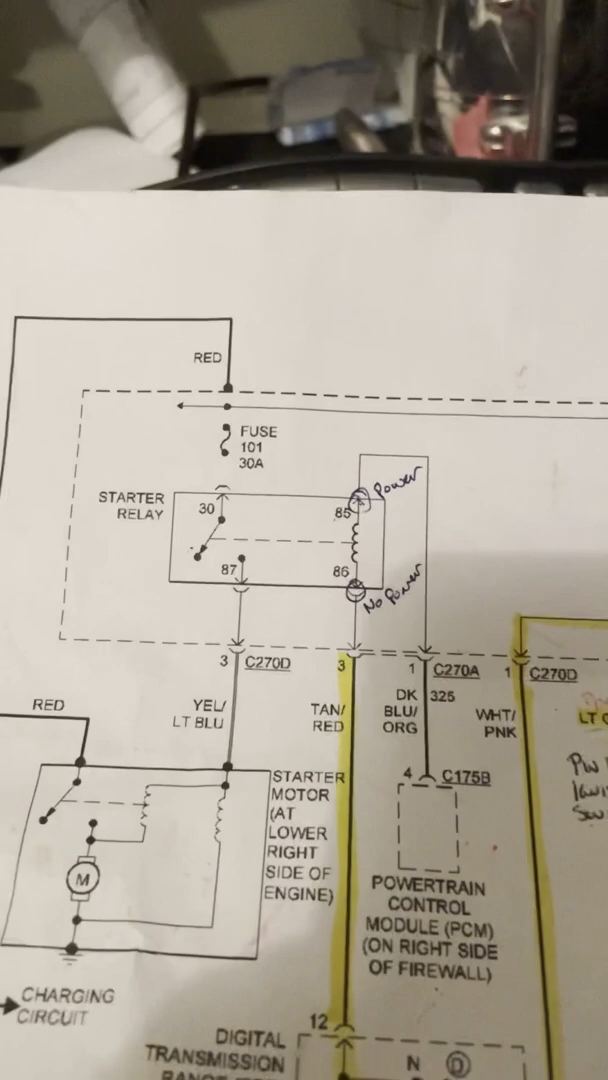 RED
FUSE
101
30A
STARTER
RELAY
30
85
Power
87
86
No Power
3 C270D
3
1 C270A
1 C270D
RED
YEL/
LT BLU
TAN/
RED
DK
BLU/
ORG
325
WHT/
PNK
LT
STARTER
MOTOR
(AT
LOWER
RIGHT
SIDE OF
ENGINE)
4 C175B
M
POWERTRAIN
CONTROL
MODULE (PCM)
(ON RIGHT SIDE
OF FIREWALL)
CHARGING
CIRCUIT
12
DIGITAL
TRANSMISSION
N D